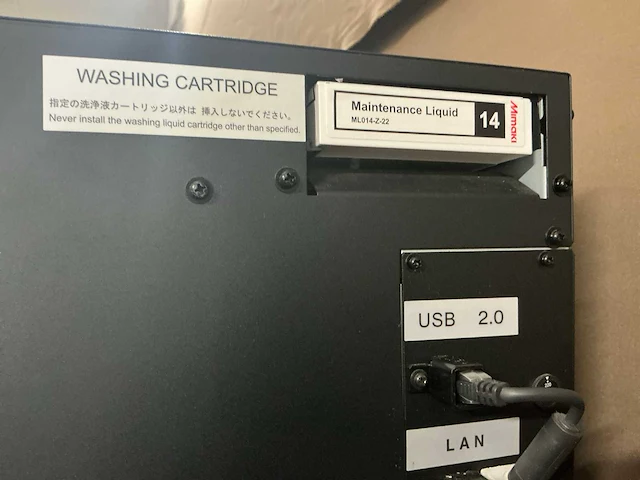 WASHING CARTRIDGE
指定の洗浄液カートリッジ以外は 挿入しないでください。
Never install the washing liquid cartridge other than specified.
Maintenance Liquid
ML014-Z-22
14
Mimaki
USB 2.0
LAN